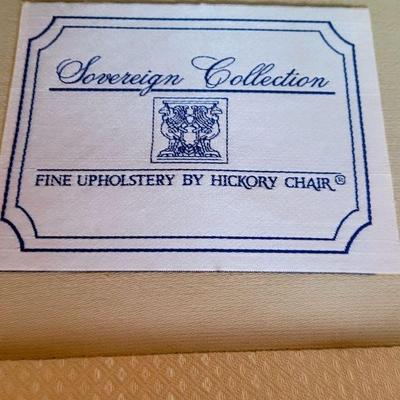 Sovereign Collection
FINE UPHOLSTERY BY HICKORY CHAIR®